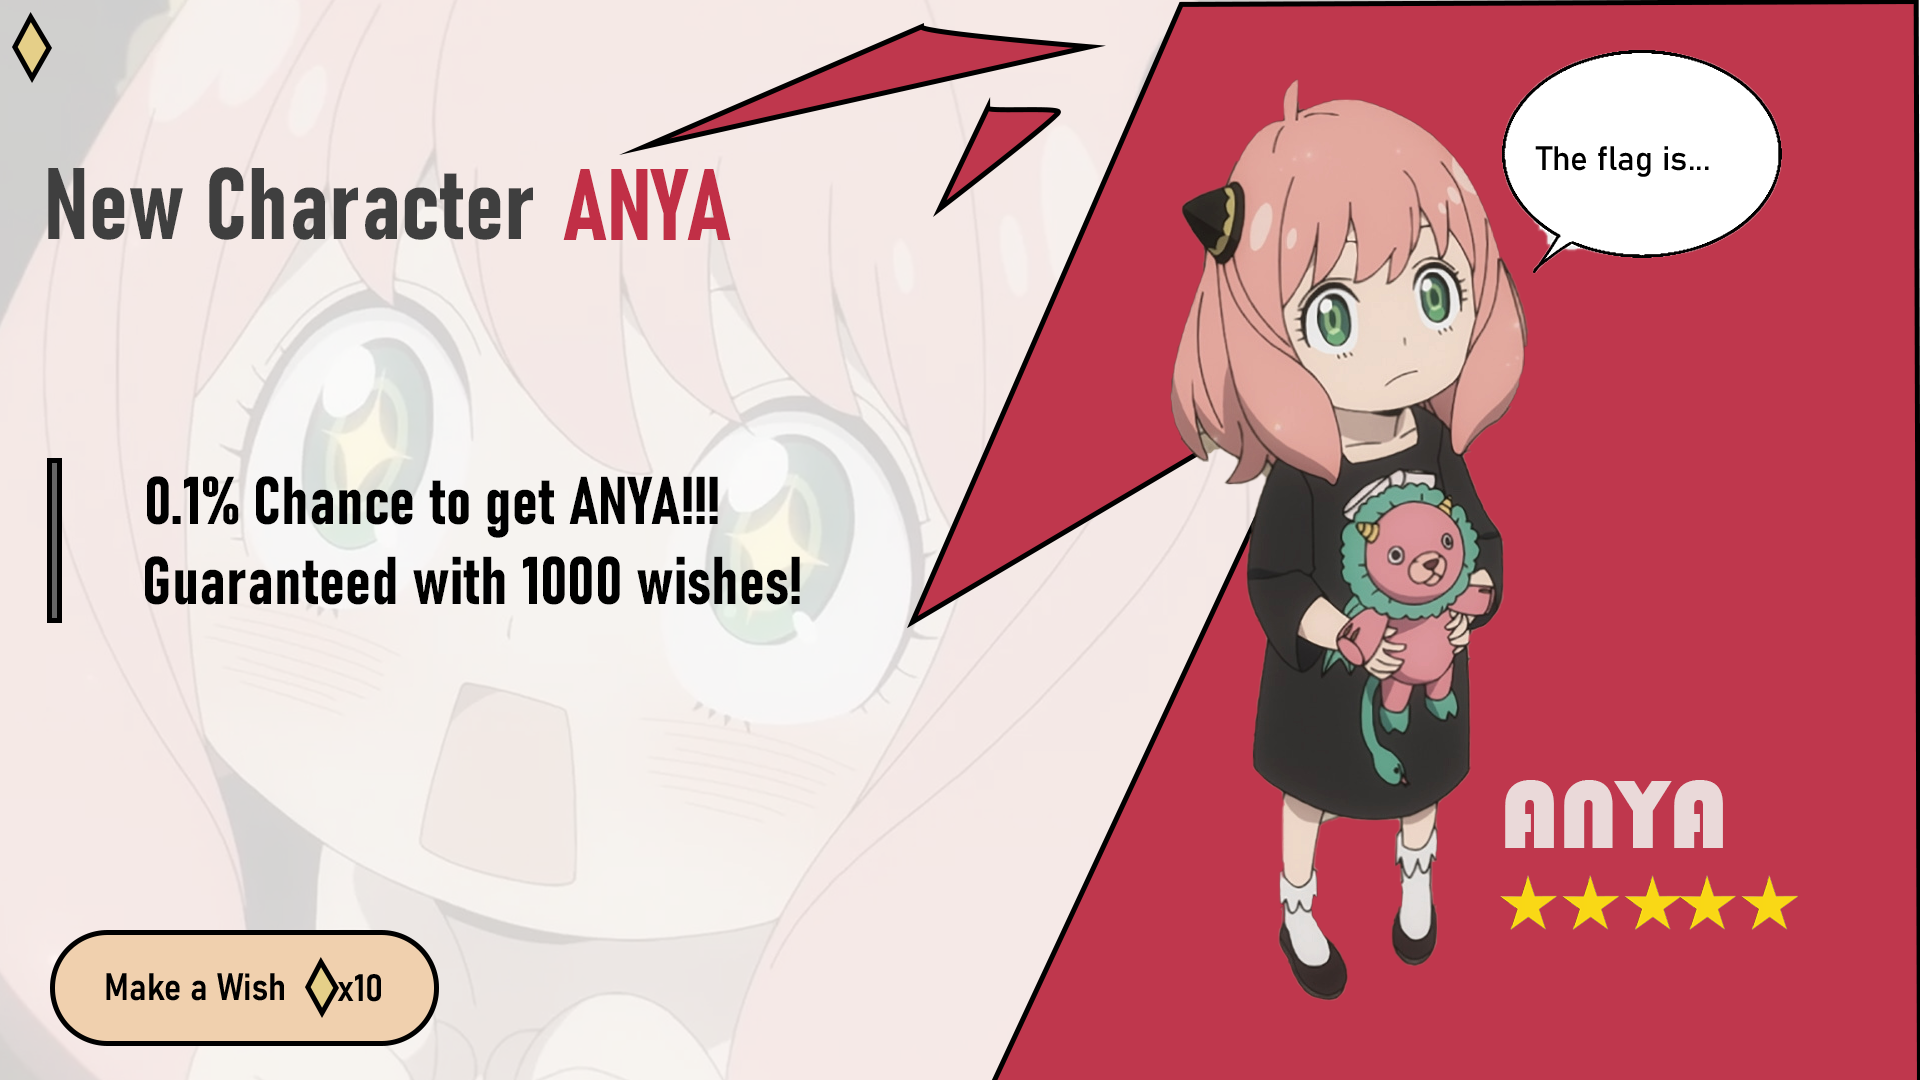 New Character ANYA
The flag is...
0.1% Chance to get ANYA!!!
Guaranteed with 1000 wishes!
ANYA
Make a Wish x10